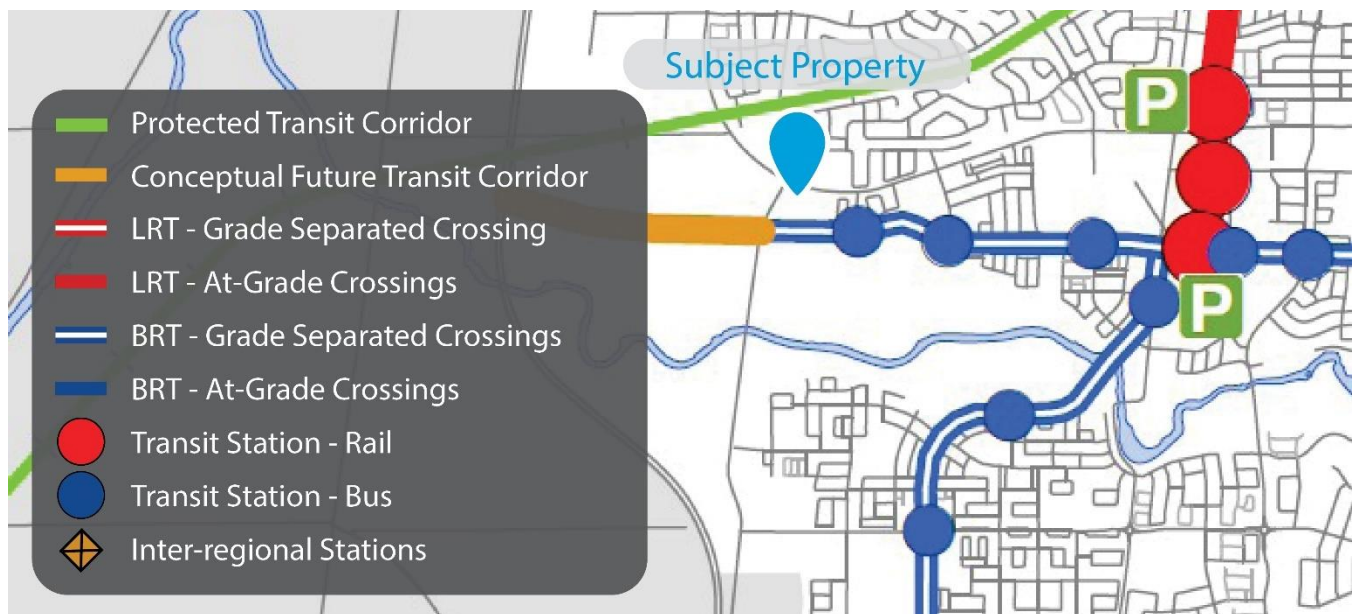 Subject Property
P
Protected Transit Corridor
Conceptual Future Transit Corridor
LRT - Grade Separated Crossing
LRT - At-Grade Crossings
BRT - Grade Separated Crossings
BRT - At-Grade Crossings
Transit Station - Rail
Transit Station - Bus
Inter-regional Stations
P